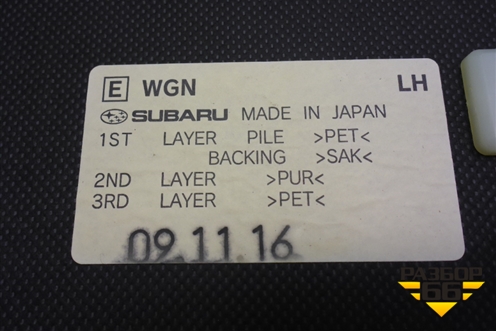 E WGN LH
SUBARU MADE IN JAPAN
1ST LAYER PILE >PET<
BACKING >SAK<
2ND LAYER >PUR<
3RD LAYER >PET<
09.11.16
РАЗБОР
66